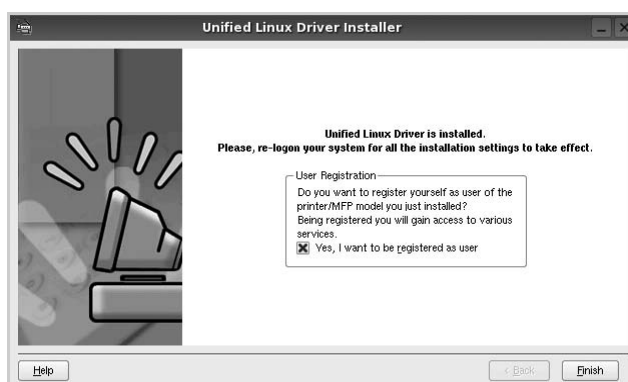 Unified Linux Driver Installer
Unified Linux Driver is installed.
Please, re-logon your system for all the installation settings to take effect.
User Registration
Do you want to register yourself as user of the
printer/MFP model you just installed?
Being registered you will gain access to various
services.
Yes, I want to be registered as user
Help
< Back
Finish